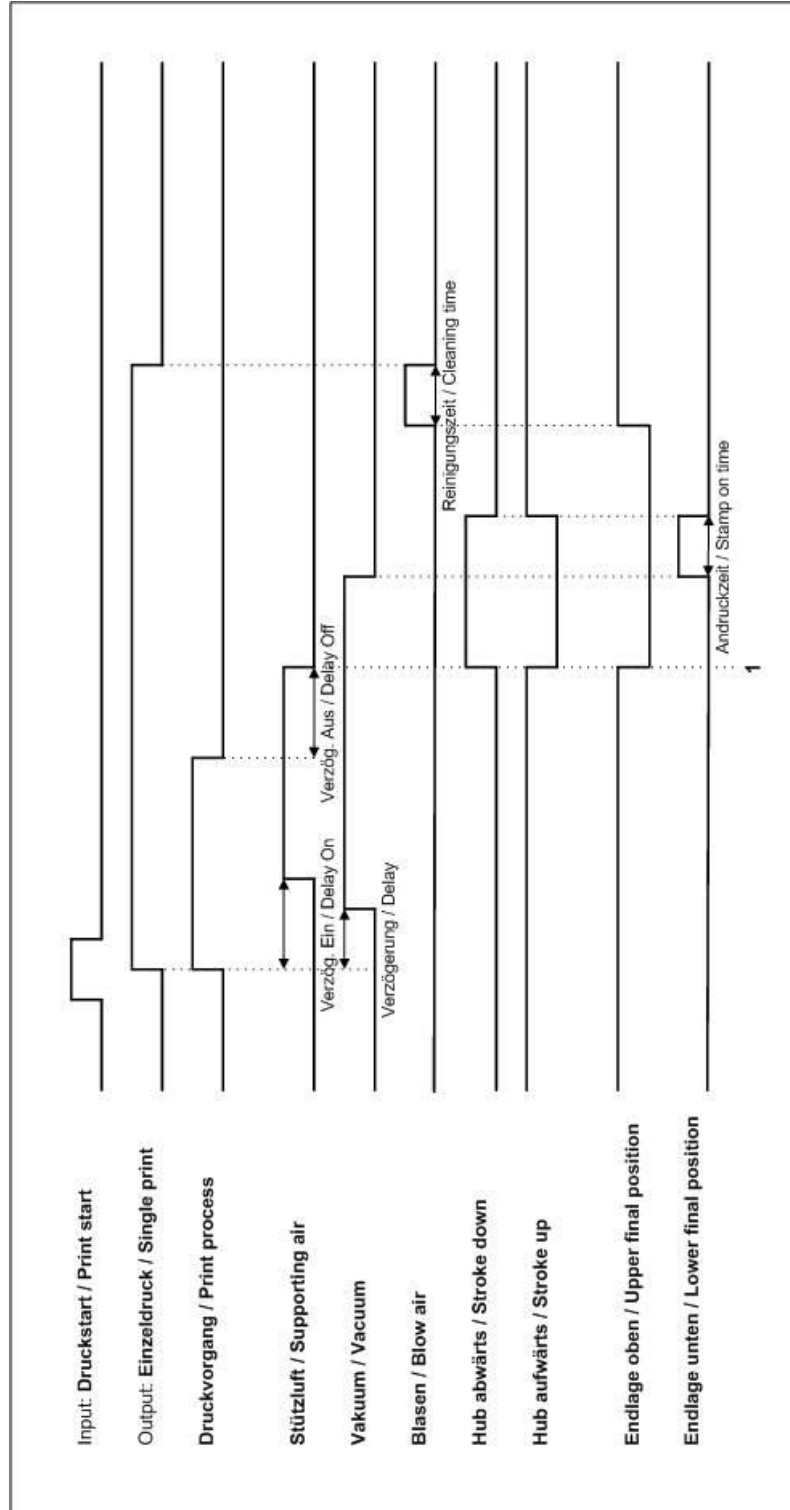 Input: Druckstart / Print start
Output: Einzeldruck / Single print
Druckvorgang / Print process
Stützluft / Supporting air
Verzög. Ein / Delay On
Verzög. Aus / Delay Off
Vakuum / Vacuum
Verzögerung / Delay
Blasen / Blow air
Reinigungszeit / Cleaning time
Hub abwärts / Stroke down
Hub aufwärts / Stroke up
Endlage oben / Upper final position
Endlage unten / Lower final position
Andruckzeit / Stamp on time
1